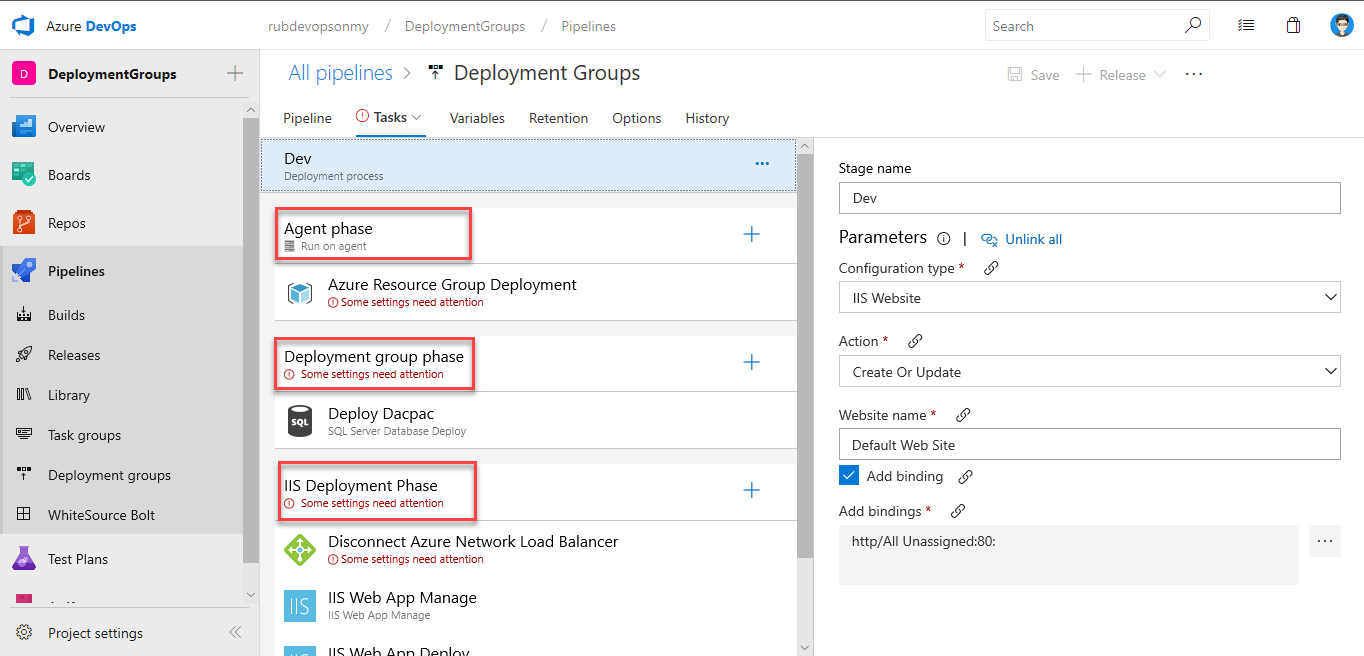 Azure DevOps
rubdevopsonmy / DeploymentGroups / Pipelines
Search
D DeploymentGroups
Overview
Boards
Repos
Pipelines
Builds
Releases
Library
Task groups
Deployment groups
WhiteSource Bolt
Test Plans
Project settings
All pipelines > Deployment Groups
Save
Release
Pipeline
Tasks
Variables
Retention
Options
History
Dev
Deployment process
Agent phase
Run on agent
Azure Resource Group Deployment
Some settings need attention
Deployment group phase
Some settings need attention
SQL
Deploy Dacpac
SQL Server Database Deploy
IIS Deployment Phase
Some settings need attention
Disconnect Azure Network Load Balancer
Some settings need attention
IIS
IIS Web App Manage
IIS Web App Manage
IIS Web App Deploy
Stage name
Dev
Parameters | Unlink all
Configuration type *
IIS Website
Action *
Create Or Update
Website name *
Default Web Site
Add binding
Add bindings *
http/All Unassigned:80: